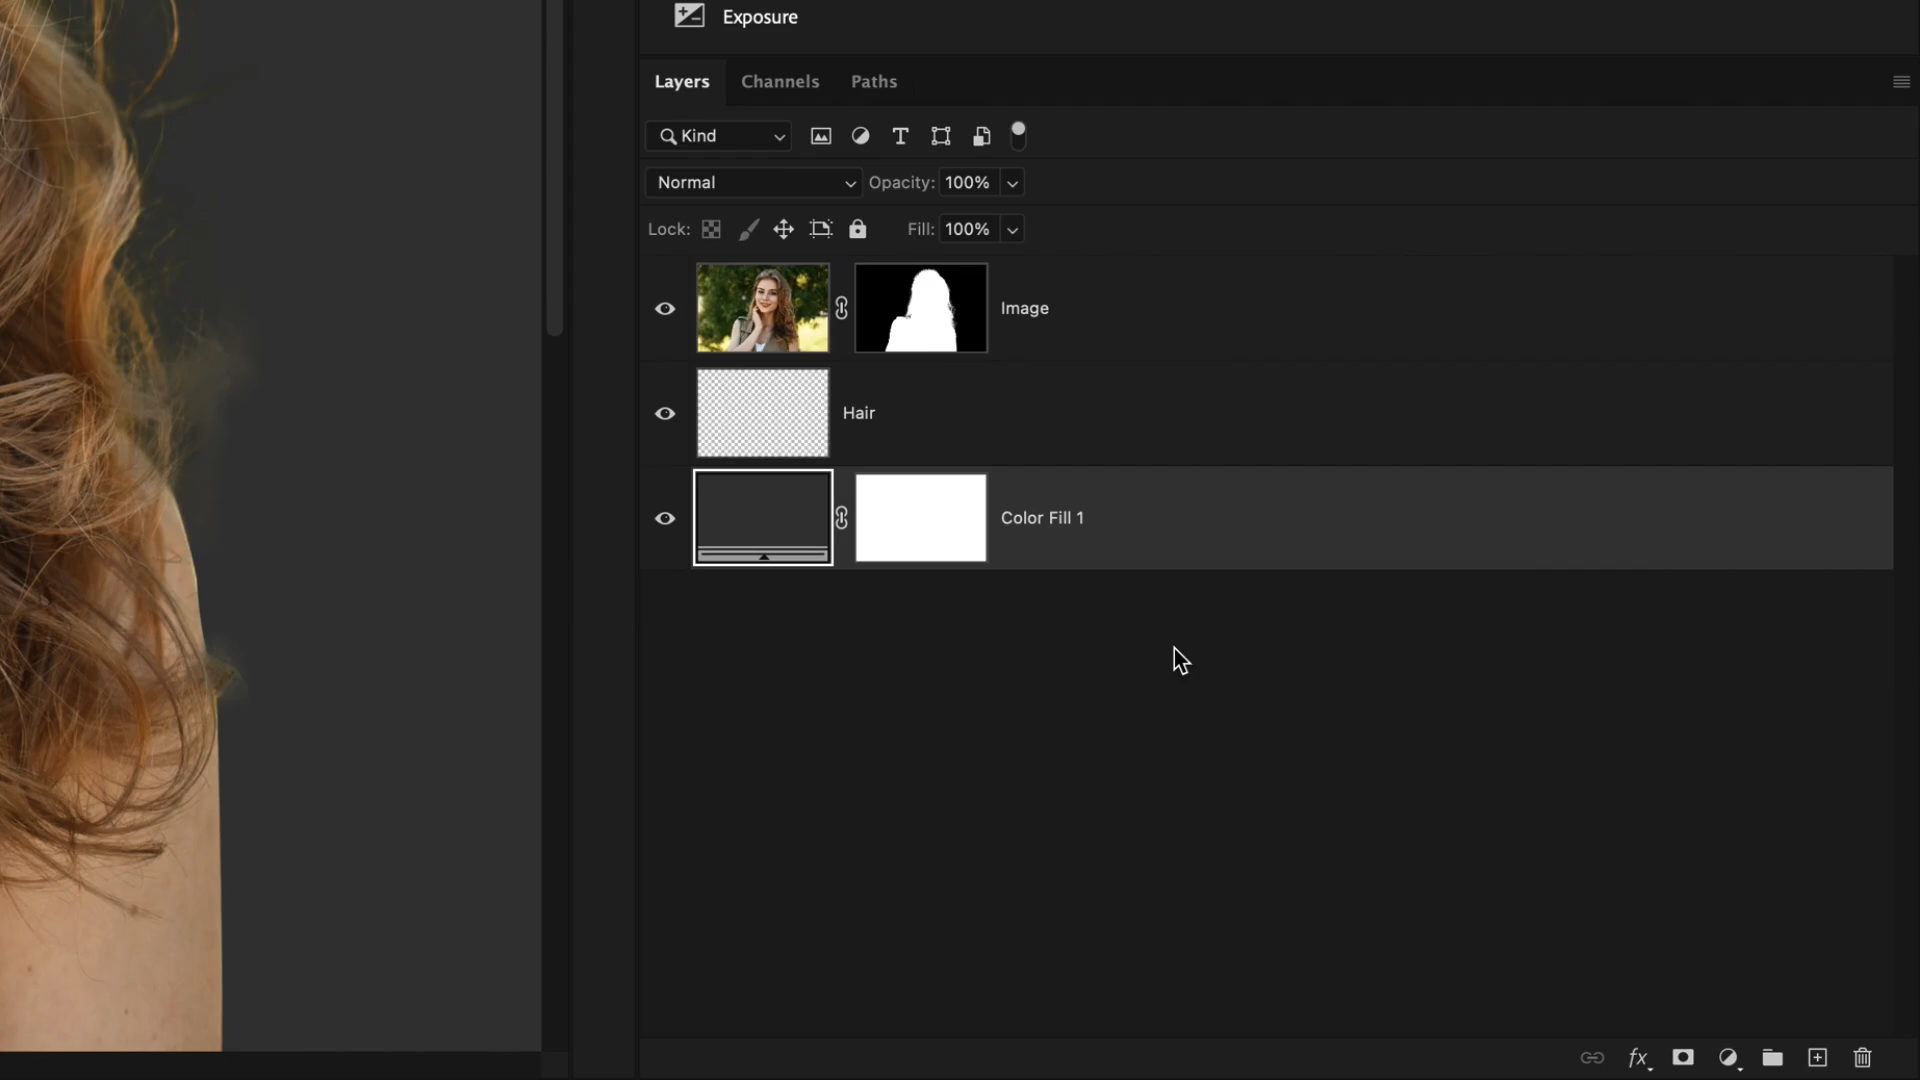 Exposure
Layers Channels Paths
Kind
Normal Opacity: 100%
Lock: Fill: 100%
Image
Hair
Color Fill 1
fx